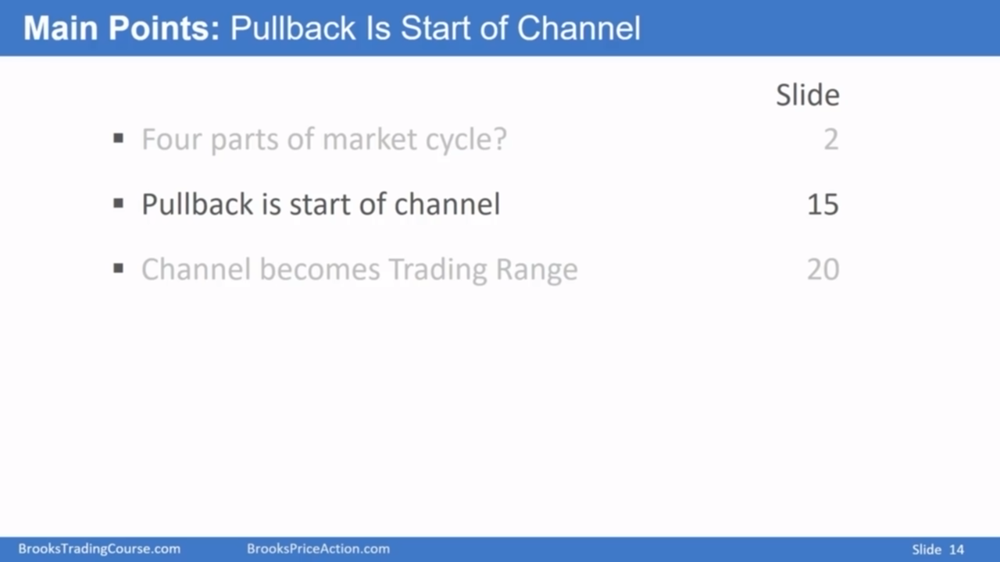 Main Points: Pullback Is Start of Channel
Slide
▪ Four parts of market cycle? 2
▪ Pullback is start of channel 15
▪ Channel becomes Trading Range 20
BrooksTradingCourse.com BrooksPriceAction.com Slide 14